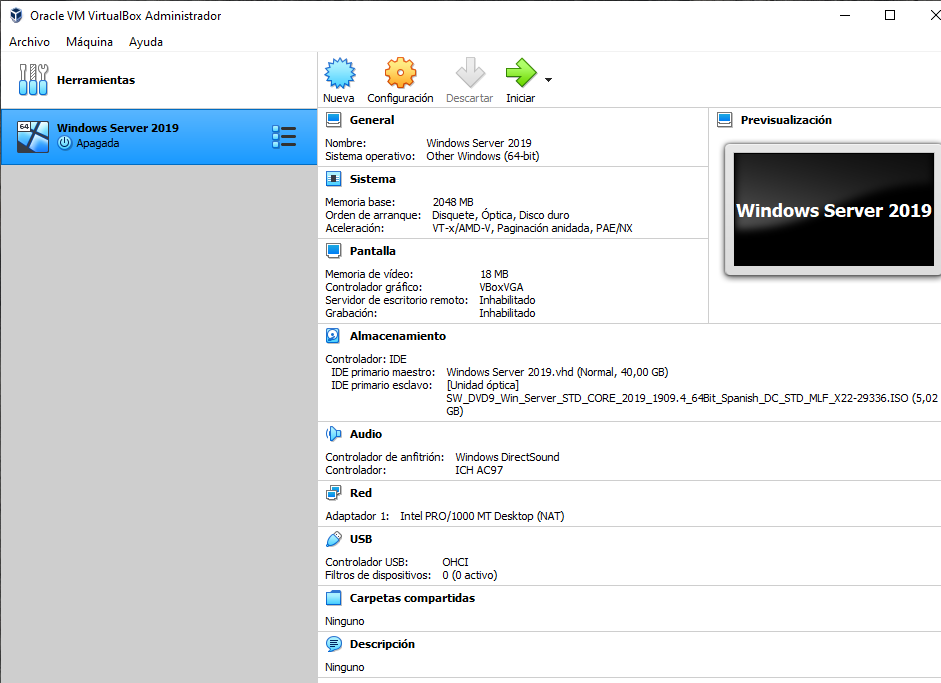 Oracle VM VirtualBox Administrador
Archivo Máquina Ayuda
Herramientas
Nueva Configuración Descartar Iniciar
64
Windows Server 2019
Apagada
General
Nombre: Windows Server 2019
Sistema operativo: Other Windows (64-bit)
Previsualización
Windows Server 2019
Sistema
Memoria base: 2048 MB
Orden de arranque: Disquete, Óptica, Disco duro
Aceleración: VT-x/AMD-V, Paginación anidada, PAE/NX
Pantalla
Memoria de vídeo: 18 MB
Controlador gráfico: VBoxVGA
Servidor de escritorio remoto: Inhabilitado
Grabación: Inhabilitado
Almacenamiento
Controlador: IDE
IDE primario maestro: Windows Server 2019.vhd (Normal, 40,00 GB)
IDE primario esclavo: [Unidad óptica]
SW_DVD9_Win_Server_STD_CORE_2019_1909.4_64Bit_Spanish_DC_STD_MLF_X22-29336.ISO (5,02
GB)
Audio
Controlador de anfitrión: Windows DirectSound
Controlador: ICH AC97
Red
Adaptador 1: Intel PRO/1000 MT Desktop (NAT)
USB
Controlador USB: OHCI
Filtros de dispositivos: 0 (0 activo)
Carpetas compartidas
Ninguno
Descripción
Ninguno